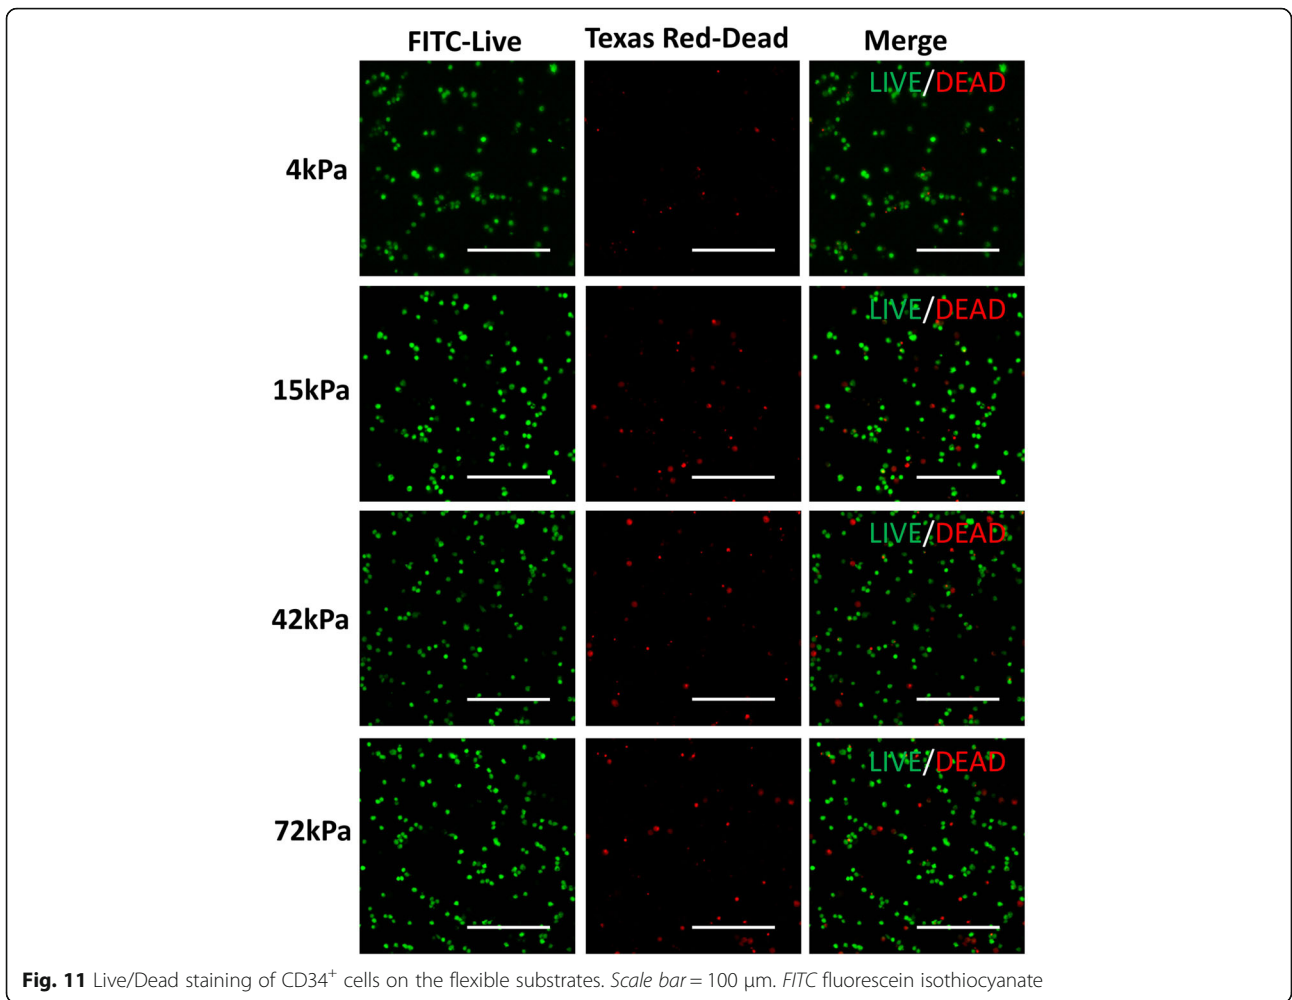 FITC-Live Texas Red-Dead Merge
4kPa LIVE/DEAD
15kPa LIVE/DEAD
42kPa LIVE/DEAD
72kPa LIVE/DEAD
Fig. 11 Live/Dead staining of CD34⁺ cells on the flexible substrates. Scale bar = 100 μm. FITC fluorescein isothiocyanate